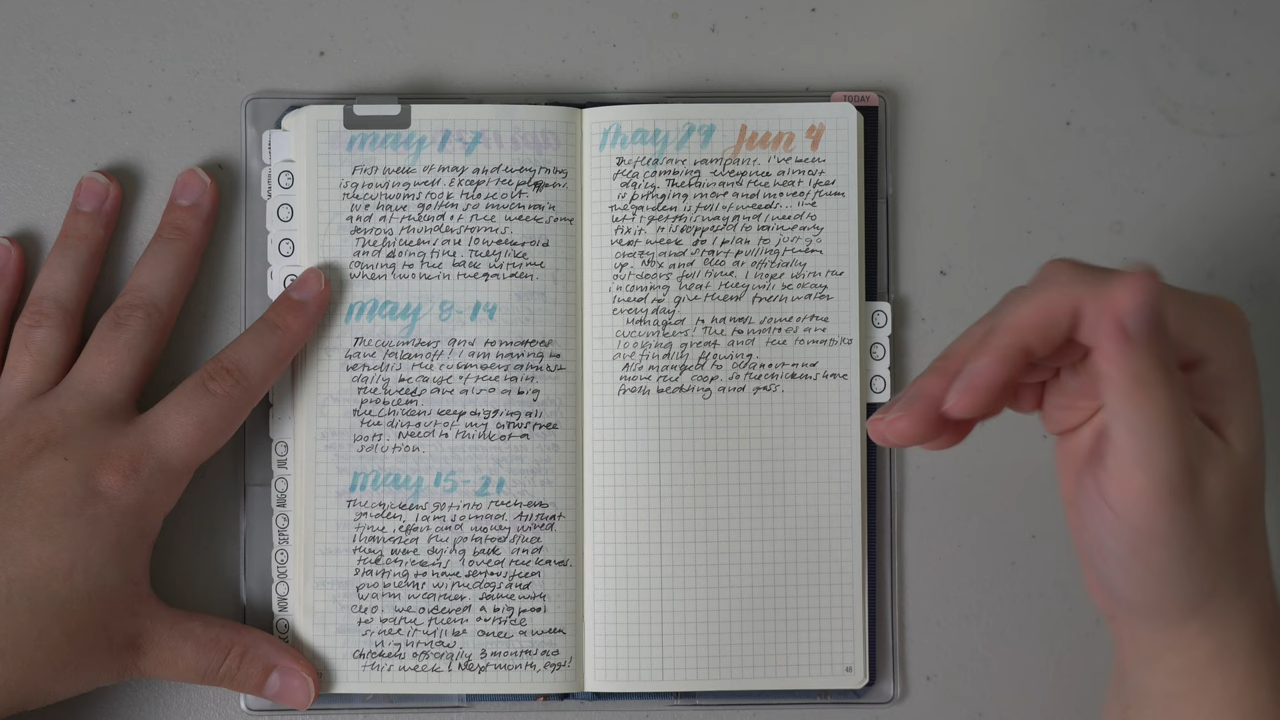 May 1-7
First week of may and everything
is growing well. Except the peppers.
the cutworms took those out.
We have gotten so much rain
and at the end of the week some
serious thunderstorms.
The Chickens are 10 weeks old
and doing fine. They like
coming to the back with me
when I work in the garden.
May 8-14
The cucumbers and tomatoes
have taken off! I am having to
the cucumbers almost
daily because of the rain.
The weeds are also a big
problem.
The Chickens keep digging all
the dirt out of my citrus tree
pots. Need to think of a
solution.
May 15-21
The chickens got into the
garden. I am so mad. All that
time, effort and money
I harvested the potatoes since
they were dying back and
the chickens loved the leaves.
Starting to have serious flea
problems with dogs and
warm weather. Same with
Cleo. We ordered a big pool
to bathe them outside
since it will be once a week
right now.
Chickens officially 3 months old
this week! Next month, eggs!
May 29 Jun 4
The fleas are rampant. I've been
flea combing everyone almost
daily. The rain and the heat I feel
is bringing more and more of them
The garden is full of weeds... I've
let it get this way and I need to
fix it. It is supposed to rain early
next week so I plan to just go
crazy and start pulling them
up. Nox and Cleo are officially
outdoors full time. I hope with the
incoming heat they will be okay
I need to give them fresh water
everyday.
Managed to harvest some of the
cucumbers! The tomatoes are
looking great and the tomatillos
are finally flowing.
Also managed to clean out and
move the coop. So the chickens have
fresh bedding and grass.
48
TODAY
JUL
AUG
SEPT
OCT
NOV